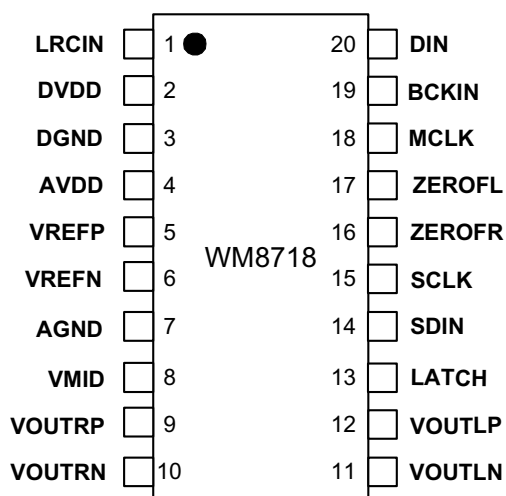 LRCIN 1 20 DIN
DVDD 2 19 BCKIN
DGND 3 18 MCLK
AVDD 4 17 ZEROFL
VREFP 5 16 ZEROFR
WM8718
VREFN 6 15 SCLK
AGND 7 14 SDIN
VMID 8 13 LATCH
VOUTRP 9 12 VOUTLP
VOUTRN 10 11 VOUTLN